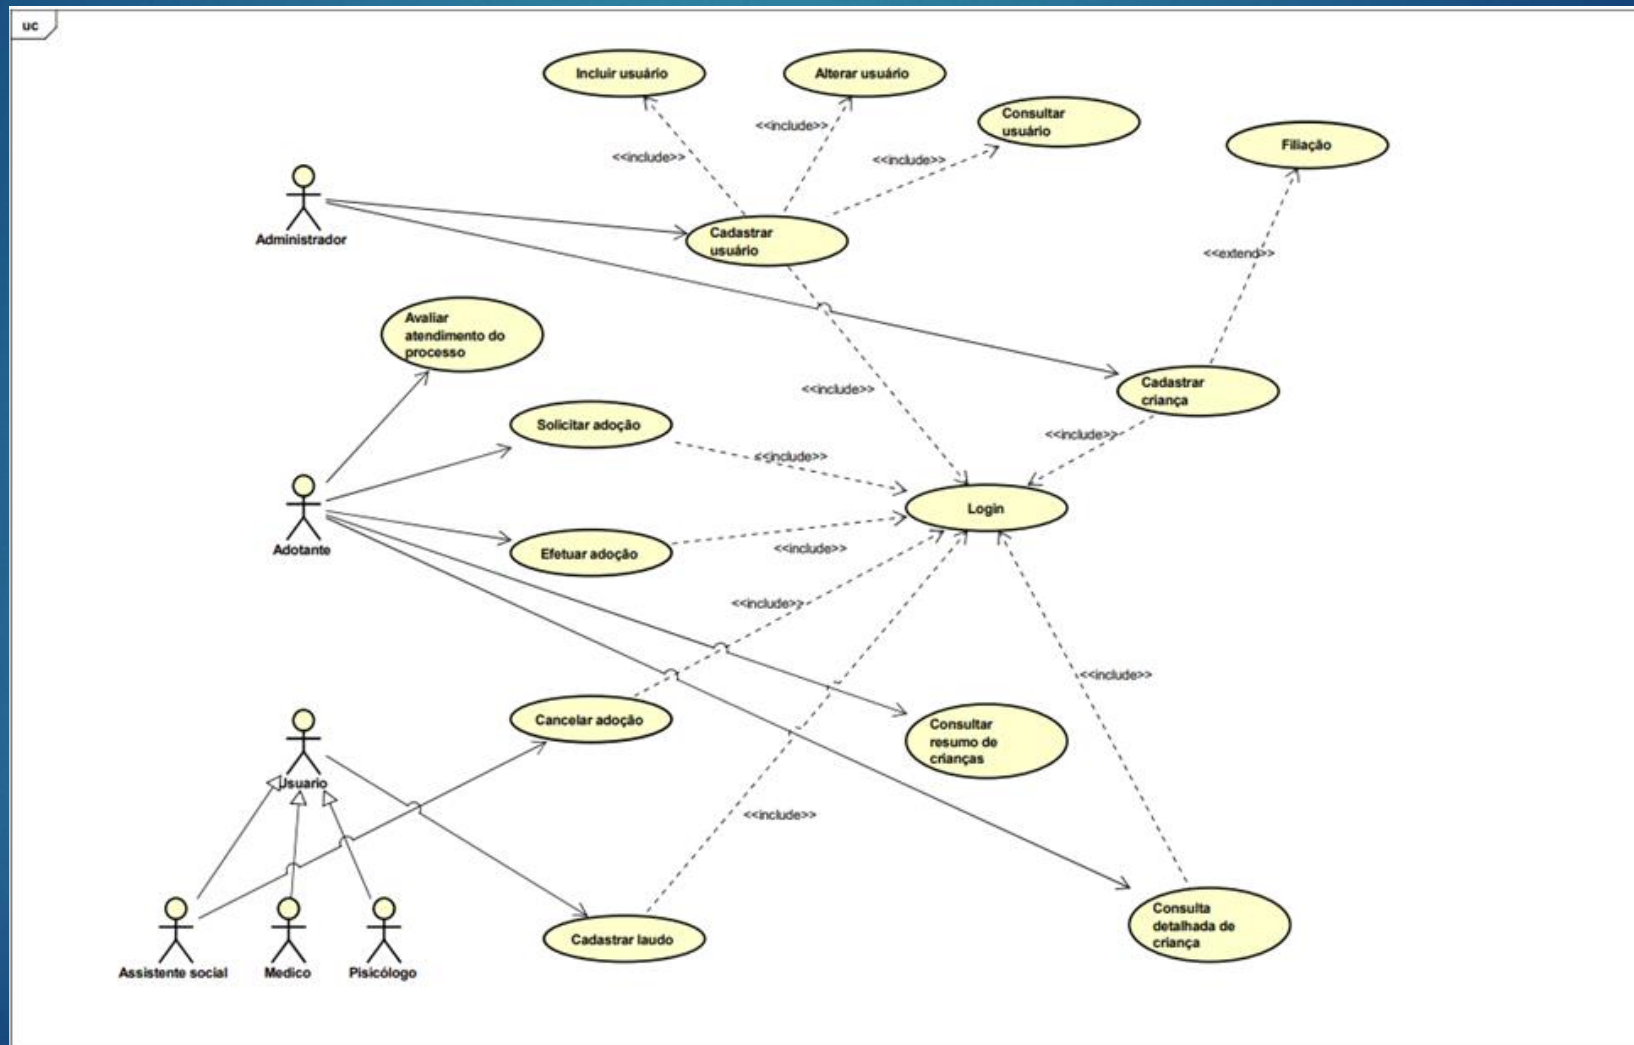 uc
Incluir usuário
Alterar usuário
Consultar
usuário
Filiação
<<include>>
<<include>>
<<include>>
Administrador
Cadastrar
usuário
<<extend>>
Avaliar
atendimento do
processo
Cadastrar
criança
<<include>>
Solicitar adoção
<<include>>
<<include>>
Login
Adotante
Efetuar adoção
<<include>>
<<include>>
<<include>>
Cancelar adoção
Consultar
resumo de
crianças
Usuario
<<include>>
Consulta
detalhada de
criança
Cadastrar laudo
Assistente social
Medico
Pisicólogo